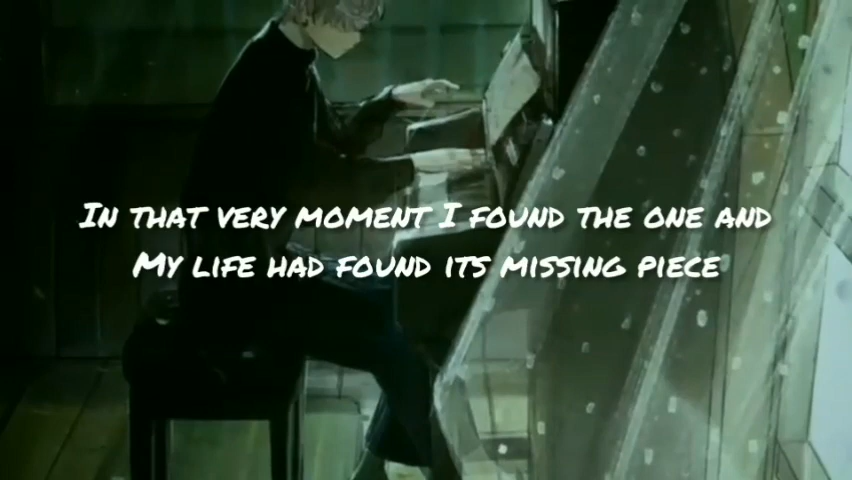 In that very moment I found the one and
My life had found its missing piece